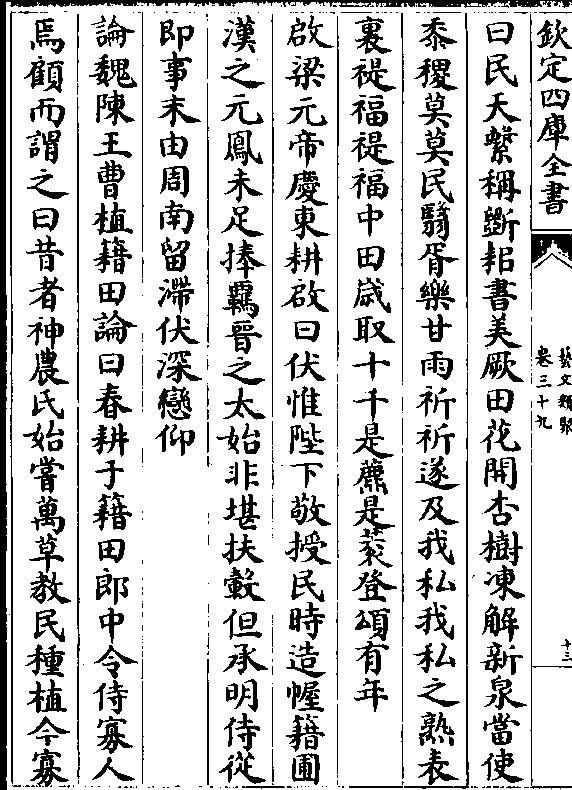 欽定四庫全書
藝文類聚
卷三十九
十三
曰民天繫稱斲耜書美厥田花開杏樹凍解新泉當使
黍稷莫莫民翳胥樂甘雨祈祈遂及我私我私之熟表
裏禔福禔福中田歲取十千是藨是蓘登頌有年
啟梁元帝慶東耕啟曰伏惟陛下敬授民時造幄籍圃
漢之元鳳未足捧羈晉之太始非堪扶轂但承明侍從
即事未由周南留滯伏深戀仰
論魏陳王曹植籍田論曰春耕于籍田郎中令侍寡人
焉顧而謂之曰昔者神農氏始嘗萬草教民種植今寡